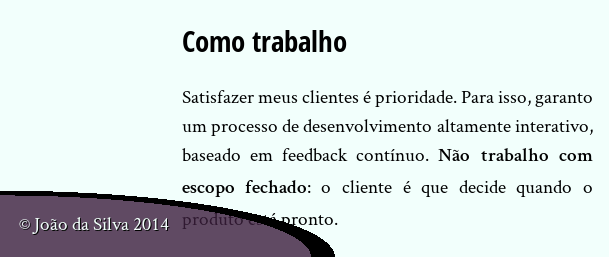 Como trabalho
Satisfazer meus clientes é prioridade. Para isso, garanto
um processo de desenvolvimento altamente interativo,
baseado em feedback contínuo. Não trabalho com
escopo fechado: o cliente é que decide quando o
produto está pronto.
© João da Silva 2014